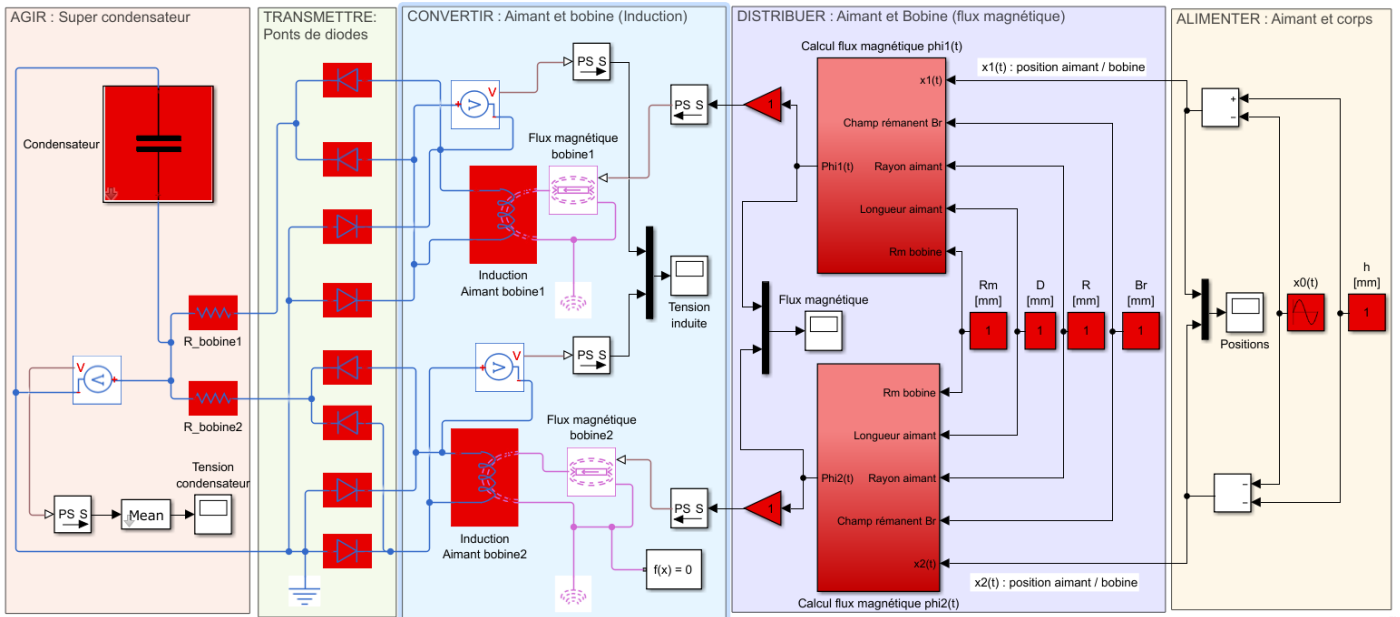 AGIR : Super condensateur
Condensateur
R_bobine1
R_bobine2
V
V
Tension
condensateur
PS S
Mean
TRANSMETTRE:
Ponts de diodes
CONVERTIR : Aimant et bobine (Induction)
V
V
PS S
PS S
Flux magnétique
bobine1
Induction
Aimant bobine1
Tension
induite
V
V
PS S
Flux magnétique
bobine2
PS S
Induction
Aimant bobine2
f(x) = 0
DISTRIBUER : Aimant et Bobine (flux magnétique)
Calcul flux magnétique phi1(t)
x1(t) : position aimant / bobine
1
x1(t)
Champ rémanent Br
Phi1(t)
Rayon aimant
Longueur aimant
Rm bobine
Flux magnétique
Rm
[mm]
1
D
[mm]
1
R
[mm]
1
Br
[mm]
1
Rm bobine
Longueur aimant
Phi2(t)
Rayon aimant
1
Champ rémanent Br
x2(t)
x2(t) : position aimant / bobine
Calcul flux magnétique phi2(t)
ALIMENTER : Aimant et corps
+
−
Positions
x0(t)
h
[mm]
1
−
−